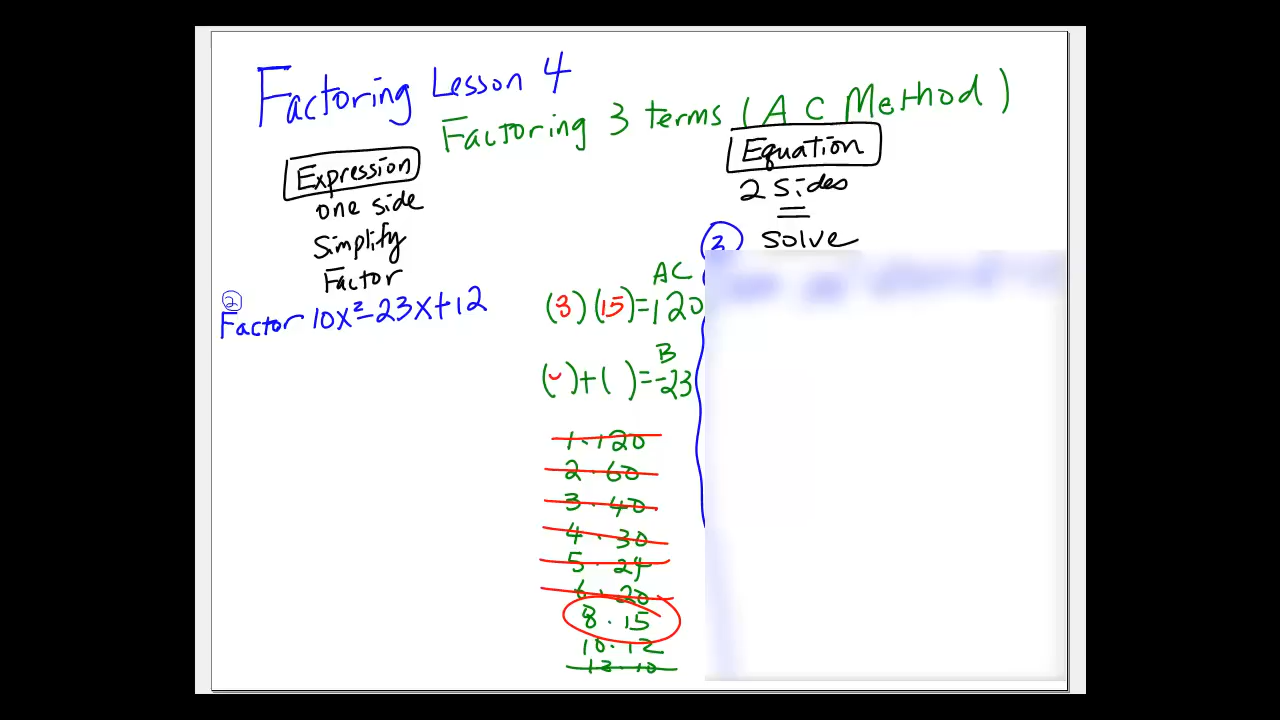 Factoring Lesson 4
Factoring 3 terms (AC Method)
Expression
one side
Simplify
Factor
Equation
2 Sides
=
solve
2
Factor 10x²-23x+12
AC
(8)(15)=120
B
(-)+( )=-23
1·120
2·60
3·40
4·30
5·24
6·20
8·15
10·12
12·10
3